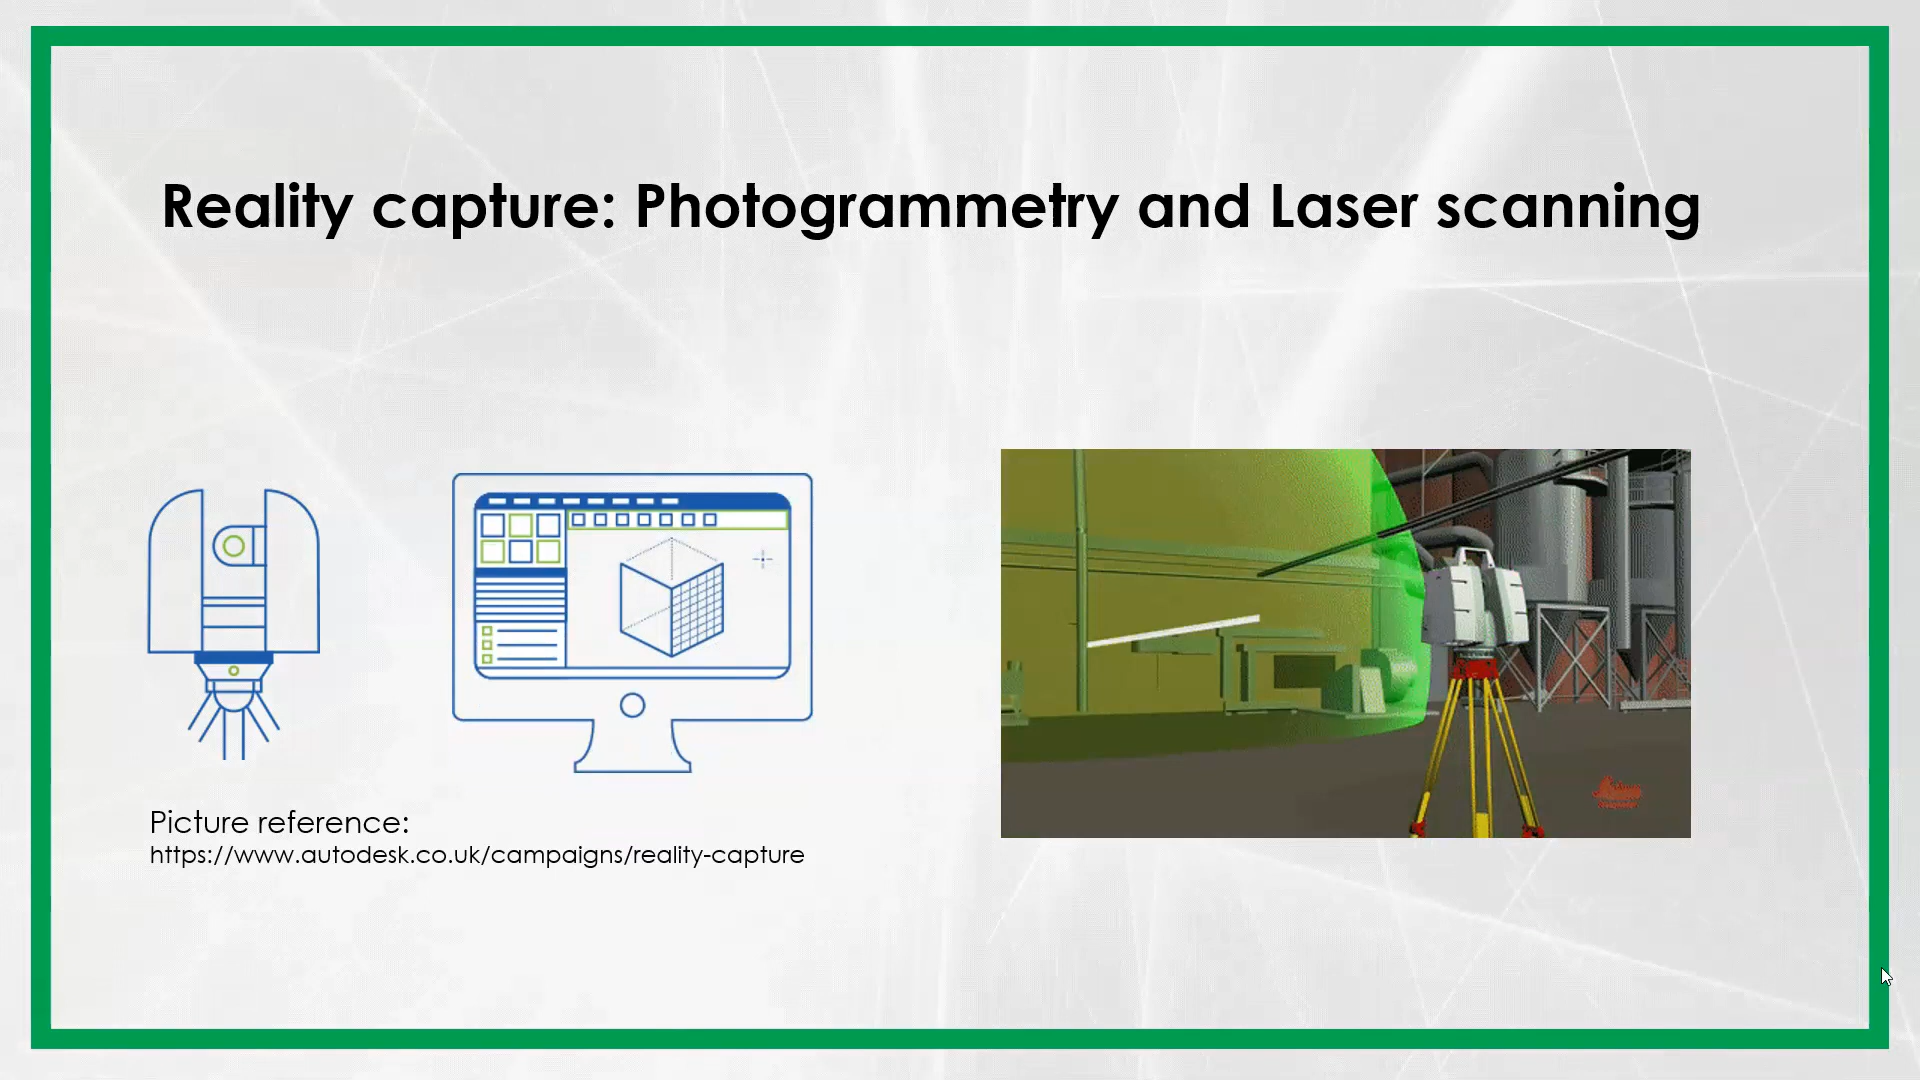 Reality capture: Photogrammetry and Laser scanning
Picture reference:
https://www.autodesk.co.uk/campaigns/reality-capture